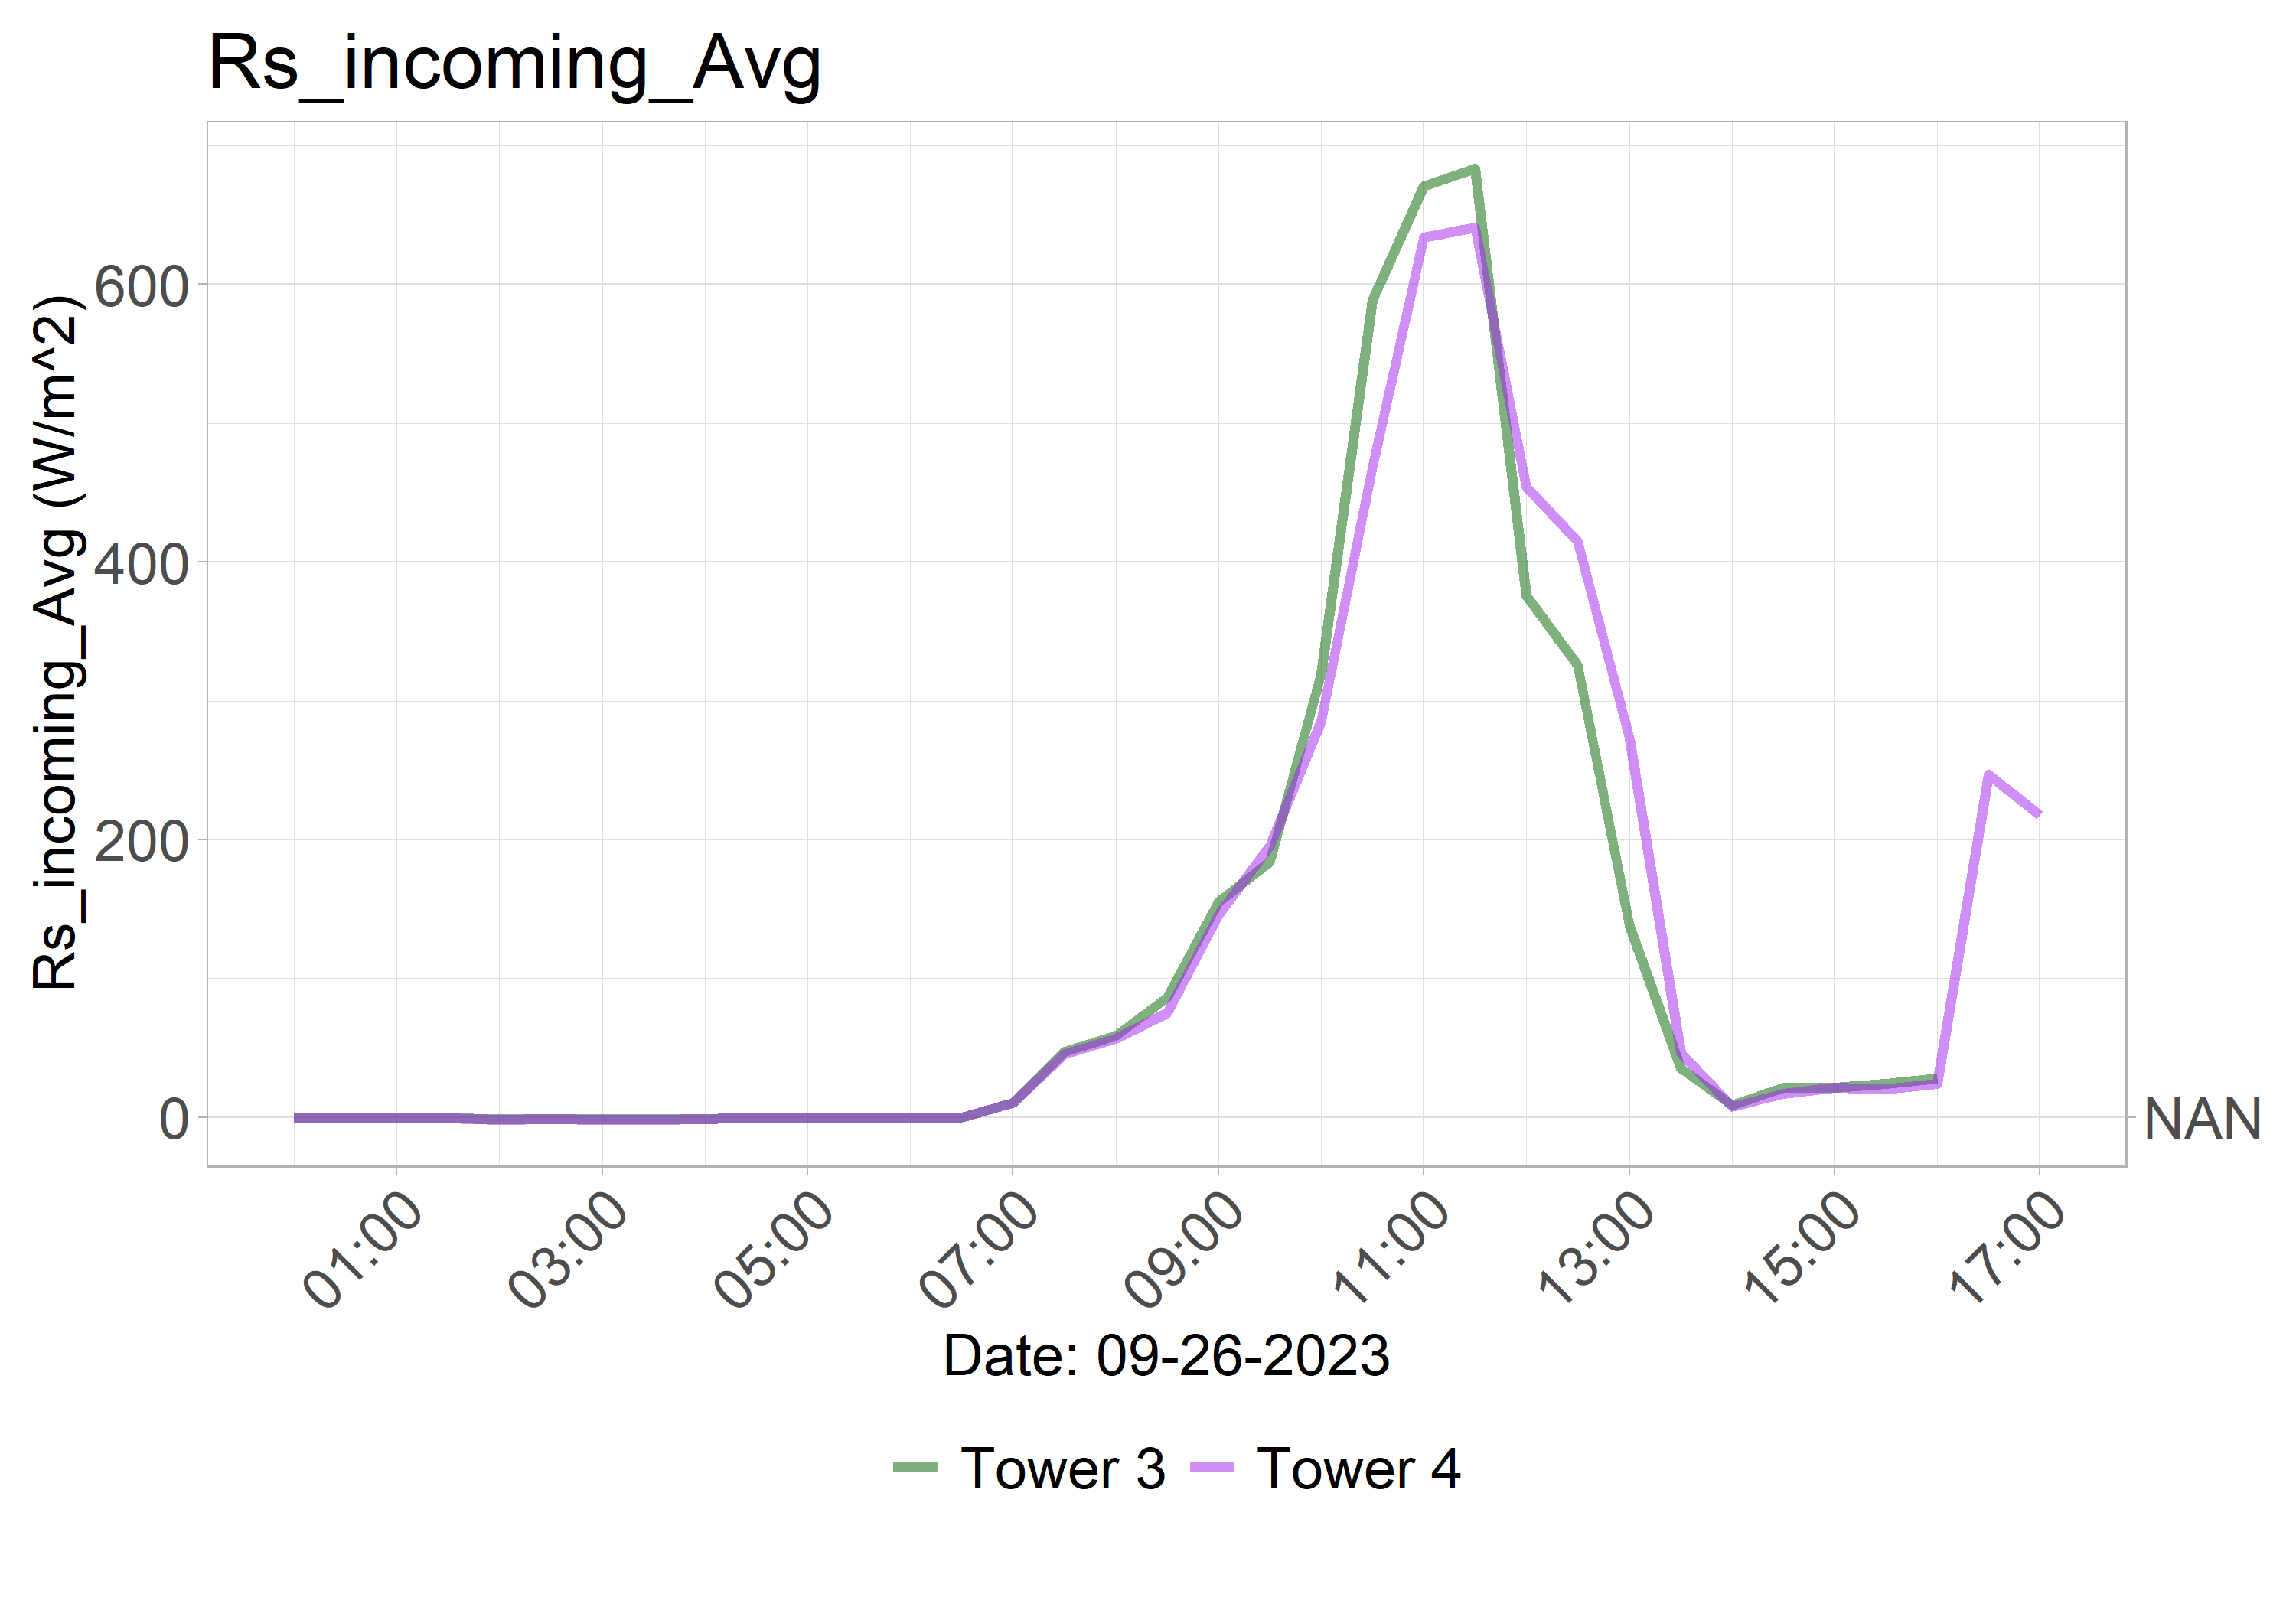 Rs_incoming_Avg
Rs_incoming_Avg (W/m^2)
600
400
200
0
NAN
01:00
03:00
05:00
07:00
09:00
11:00
13:00
15:00
17:00
Date: 09-26-2023
Tower 3
Tower 4